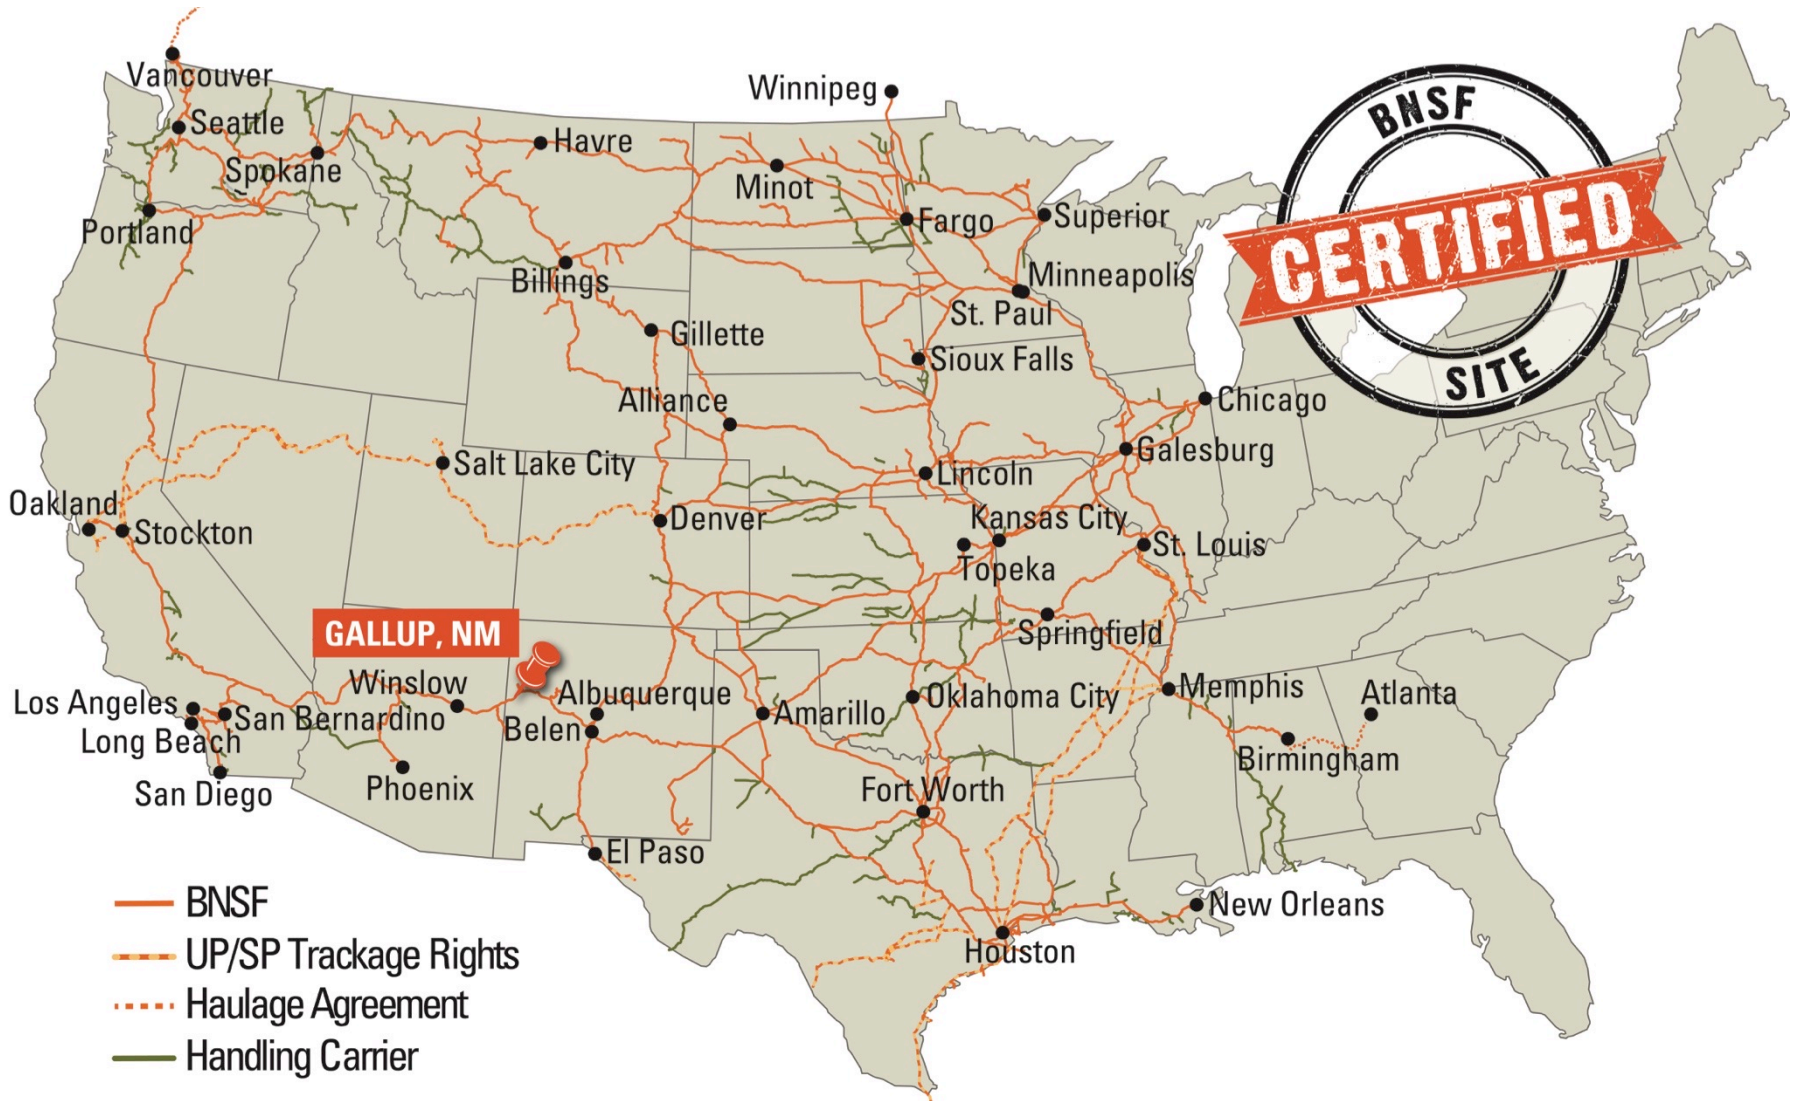 Vancouver
Winnipeg
BNSF
Seattle
Havre
Spokane
Minot
CERTIFIED
Portland
Fargo
Superior
Billings
Minneapolis
St. Paul
Gillette
Sioux Falls
SITE
Alliance
Chicago
Galesburg
Salt Lake City
Lincoln
Oakland
Stockton
Denver
Kansas City
St. Louis
Topeka
GALLUP, NM
Springfield
Winslow
Albuquerque
Oklahoma City
Memphis
Atlanta
Los Angeles
San Bernardino
Belen
Amarillo
Long Beach
Birmingham
San Diego
Phoenix
Fort Worth
El Paso
New Orleans
Houston
BNSF
UP/SP Trackage Rights
Haulage Agreement
Handling Carrier